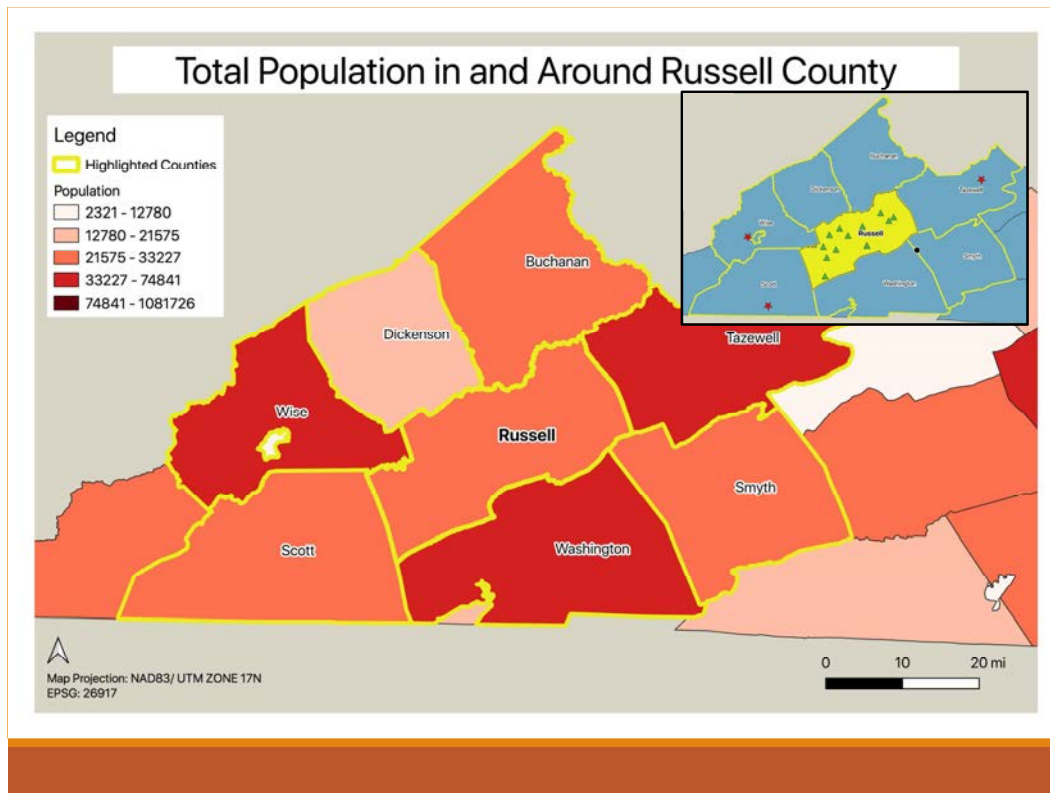 Total Population in and Around Russell County
Legend
Highlighted Counties
Population
2321 - 12780
12780 - 21575
21575 - 33227
33227 - 74841
74841 - 1081726
Buchanan
Dickenson
Tazewell
Wise
Russell
Smyth
Scott
Washington
Buchanan
Dickenson
Tazewell
Wise
Russell
Smyth
Scott
Washington
Map Projection: NAD83/ UTM ZONE 17N
EPSG: 26917
0 10 20 mi